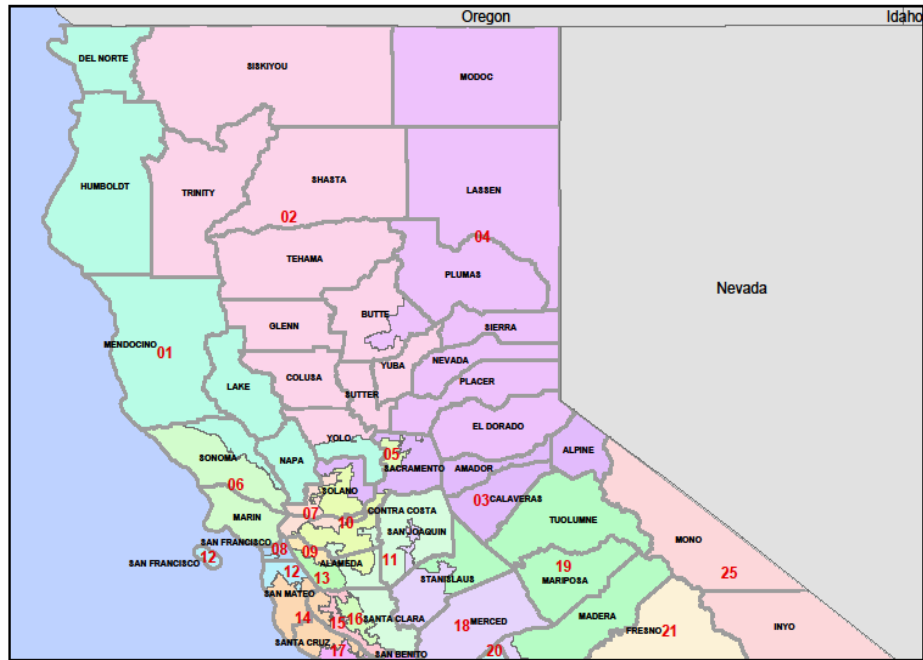 Oregon
Idaho
DEL NORTE
SISKIYOU
MODOC
HUMBOLDT
TRINITY
SHASTA
LASSEN
02
04
TEHAMA
PLUMAS
Nevada
BUTTE
GLENN
SIERRA
MENDOCINO
01
NEVADA
YUBA
COLUSA
LAKE
PLACER
SUTTER
EL DORADO
YOLO
ALPINE
SONOMA
NAPA
05
SACRAMENTO
AMADOR
06
SOLANO
03
CALAVERAS
MARIN
07
CONTRA COSTA
10
TUOLUMNE
SAN JOAQUIN
SAN FRANCISCO
MONO
08
09
SAN FRANCISCO
12
ALAMEDA
11
12
13
STANISLAUS
19
MARIPOSA
25
SAN MATEO
14
15
16
SANTA CLARA
18
MERCED
MADERA
FRESNO
21
INYO
SANTA CRUZ
17
SAN BENITO
20